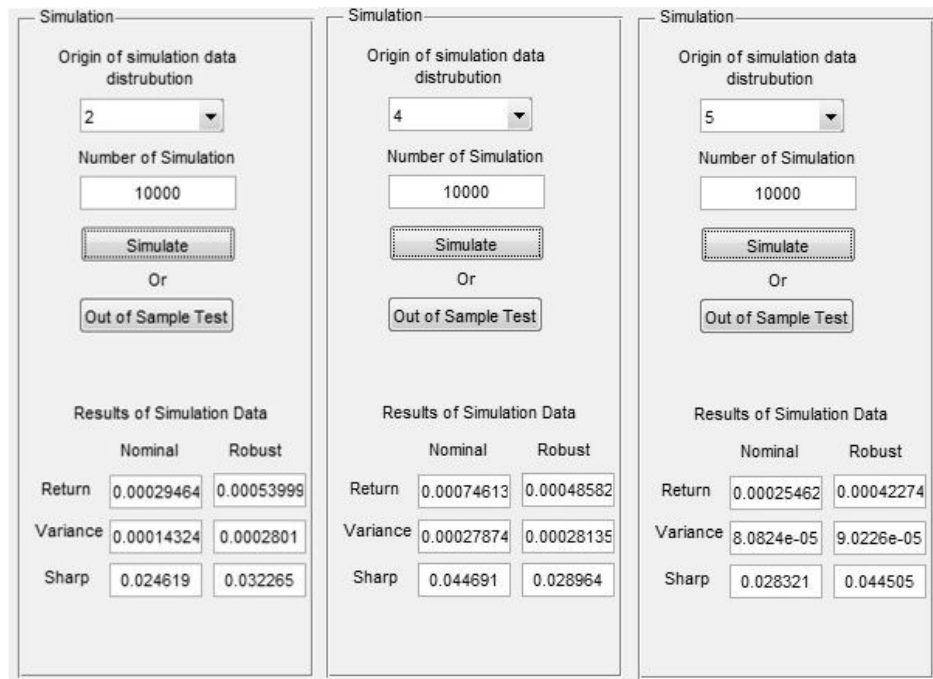 Simulation
Origin of simulation data
distrubution
2
Number of Simulation
10000
Simulate
Or
Out of Sample Test
Results of Simulation Data
Nominal Robust
Return 0.00029464 0.00053999
Variance 0.00014324 0.0002801
Sharp 0.024619 0.032265
Simulation
Origin of simulation data
distrubution
4
Number of Simulation
10000
Simulate
Or
Out of Sample Test
Results of Simulation Data
Nominal Robust
Return 0.00074613 0.00048582
Variance 0.00027874 0.00028135
Sharp 0.044691 0.028964
Simulation
Origin of simulation data
distrubution
5
Number of Simulation
10000
Simulate
Or
Out of Sample Test
Results of Simulation Data
Nominal Robust
Return 0.00025462 0.00042274
Variance 8.0824e-05 9.0226e-05
Sharp 0.028321 0.044505